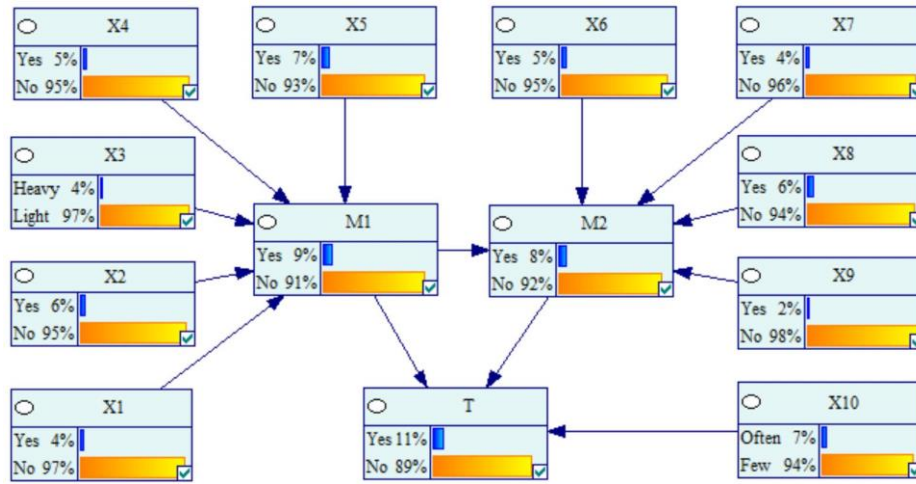 X4
Yes 5%
No 95%
X5
Yes 7%
No 93%
X6
Yes 5%
No 95%
X7
Yes 4%
No 96%
X3
Heavy 4%
Light 97%
M1
Yes 9%
No 91%
M2
Yes 8%
No 92%
X8
Yes 6%
No 94%
X2
Yes 6%
No 95%
X9
Yes 2%
No 98%
X1
Yes 4%
No 97%
T
Yes 11%
No 89%
X10
Often 7%
Few 94%